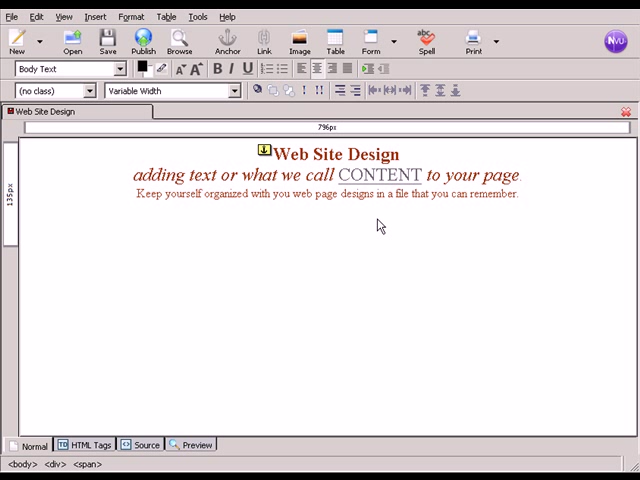 File Edit View Insert Format Table Tools Help
New Open Save Publish Browse Anchor Link Image Table Form Spell Print
abc
NVU
Body Text
B I U
(no class) Variable Width
Web Site Design
796px
135px
Web Site Design
adding text or what we call CONTENT to your page.
Keep yourself organized with you web page designs in a file that you can remember.
Normal HTML Tags Source Preview
<body> <div> <span>